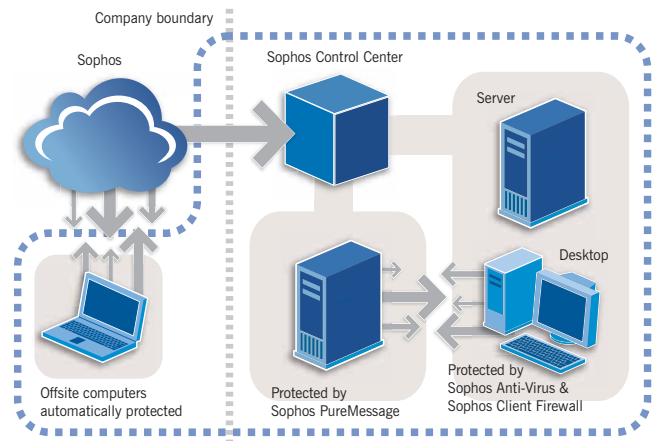 Company boundary
Sophos
Sophos Control Center
Server
Desktop
Offsite computers
automatically protected
Protected by
Sophos PureMessage
Protected by
Sophos Anti-Virus &
Sophos Client Firewall